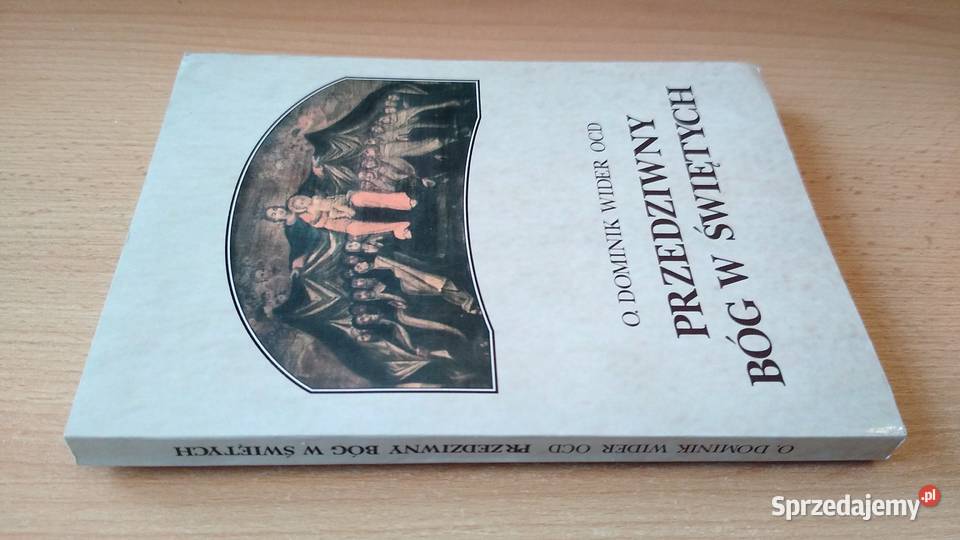 O. DOMINIK WIDER OCD
PRZEDZIWNY
BÓG W ŚWIĘTYCH
O. DOMINIK WIDER OCD PRZEDZIWNY BÓG W ŚWIĘTYCH
Sprzedajemy.pl